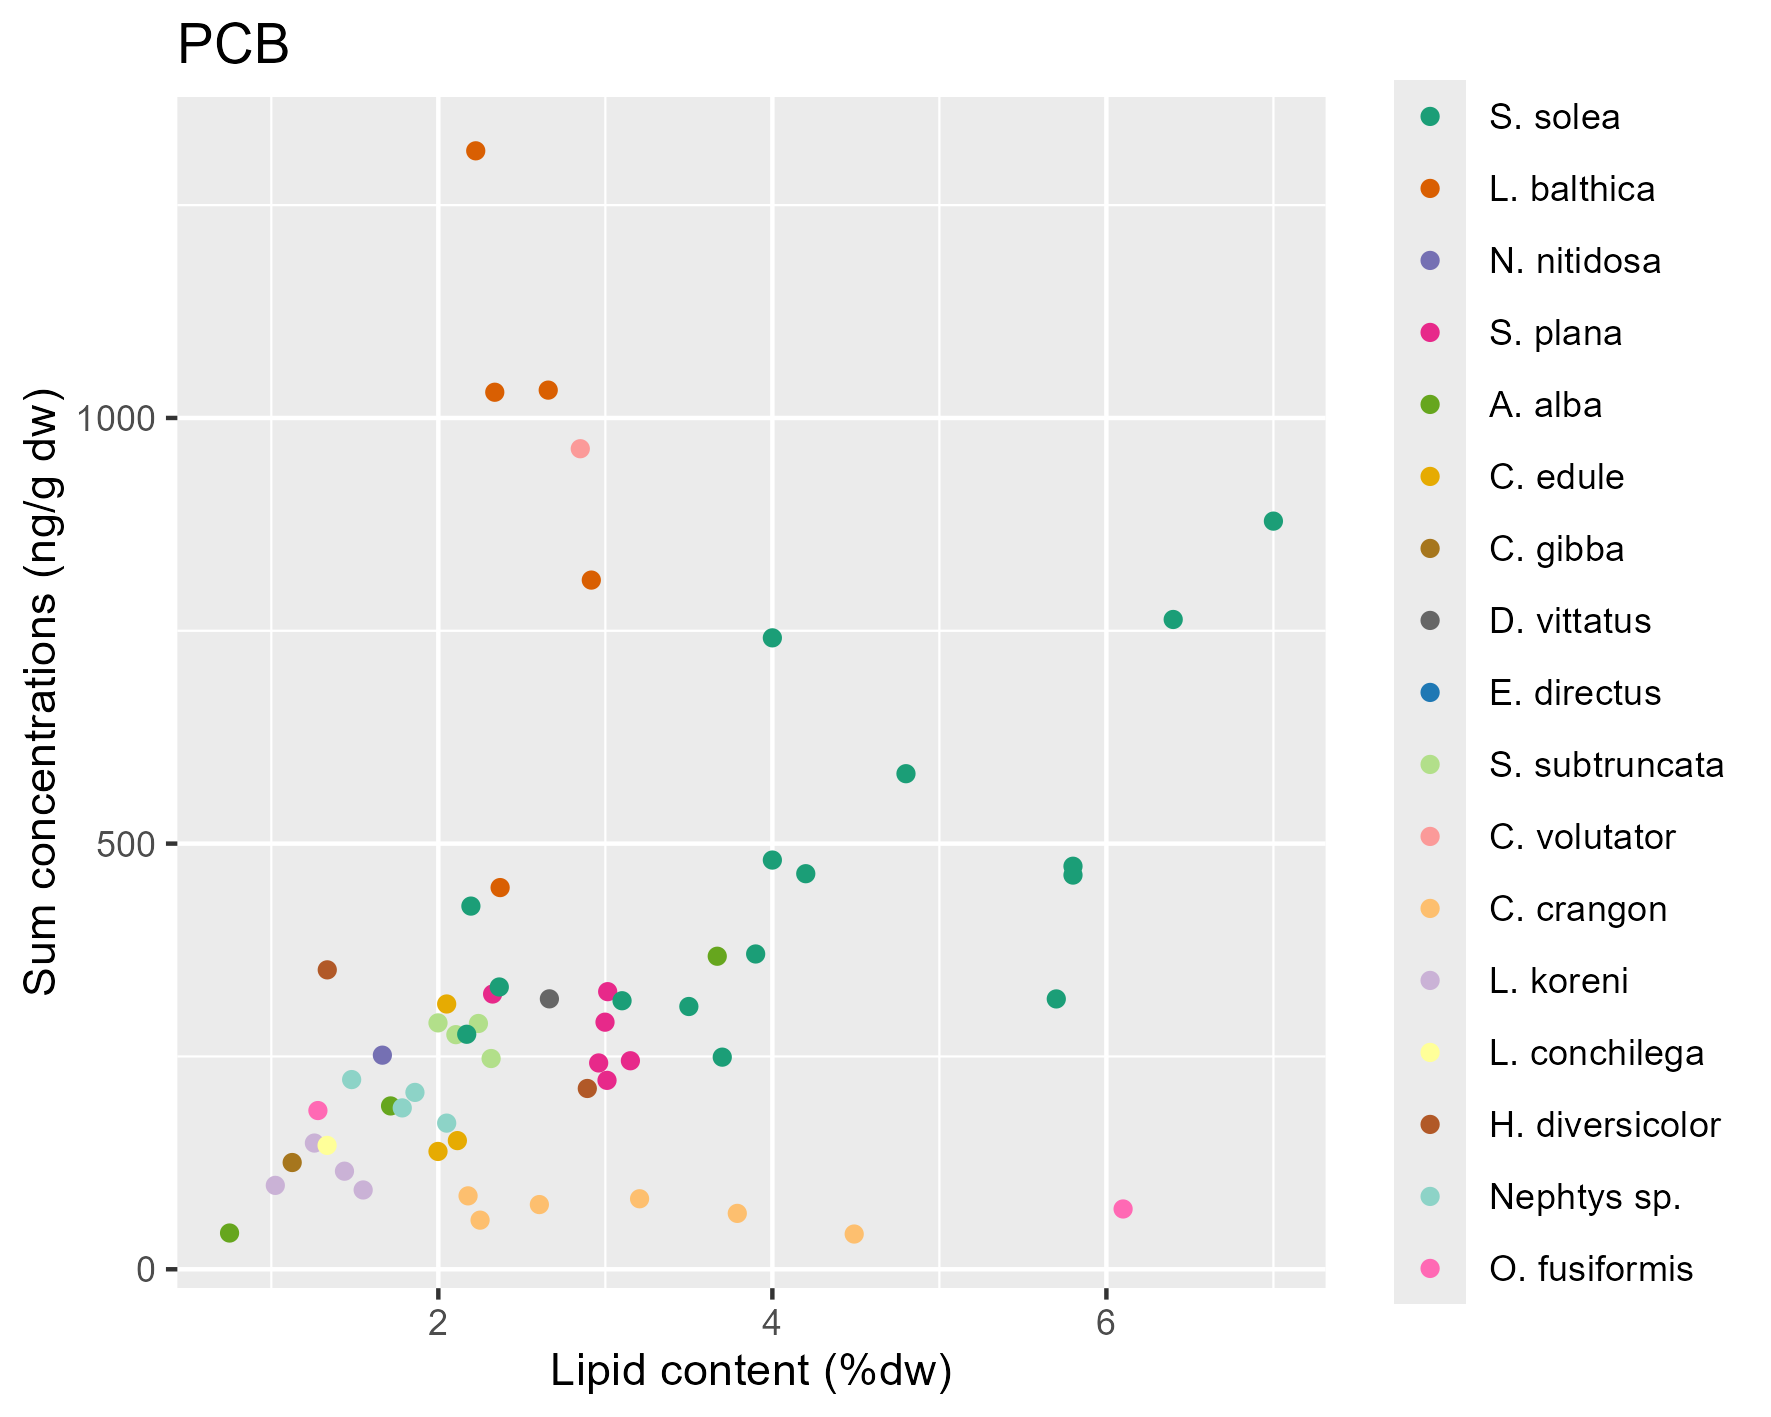 PCB
Sum concentrations (ng/g dw)
1000
500
0
2
4
6
Lipid content (%dw)
S. solea
L. balthica
N. nitidosa
S. plana
A. alba
C. edule
C. gibba
D. vittatus
E. directus
S. subtruncata
C. volutator
C. crangon
L. koreni
L. conchilega
H. diversicolor
Nephtys sp.
O. fusiformis